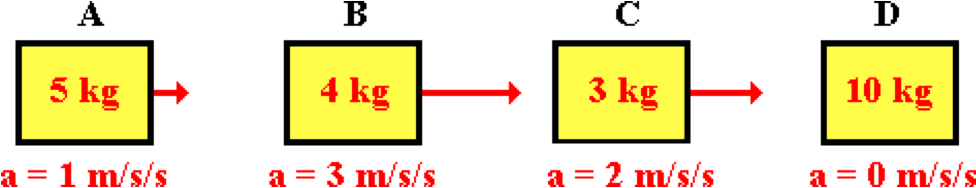 A B C D
5 kg 4 kg 3 kg 10 kg
a = 1 m/s/s a = 3 m/s/s a = 2 m/s/s a = 0 m/s/s